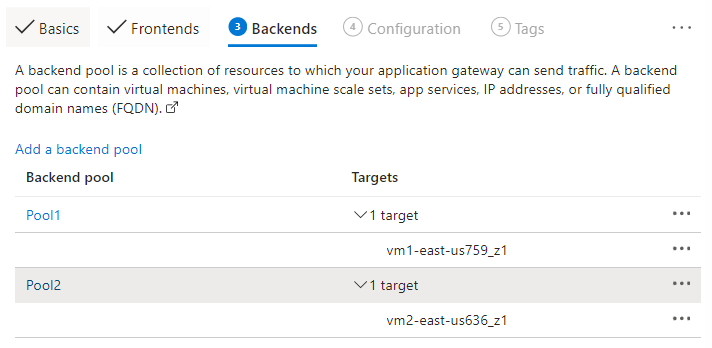 Basics
Frontends
3 Backends
4 Configuration
5 Tags
A backend pool is a collection of resources to which your application gateway can send traffic. A backend
pool can contain virtual machines, virtual machine scale sets, app services, IP addresses, or fully qualified
domain names (FQDN).
Add a backend pool
Backend pool Targets
Pool1 1 target
vm1-east-us759_z1
Pool2 1 target
vm2-east-us636_z1